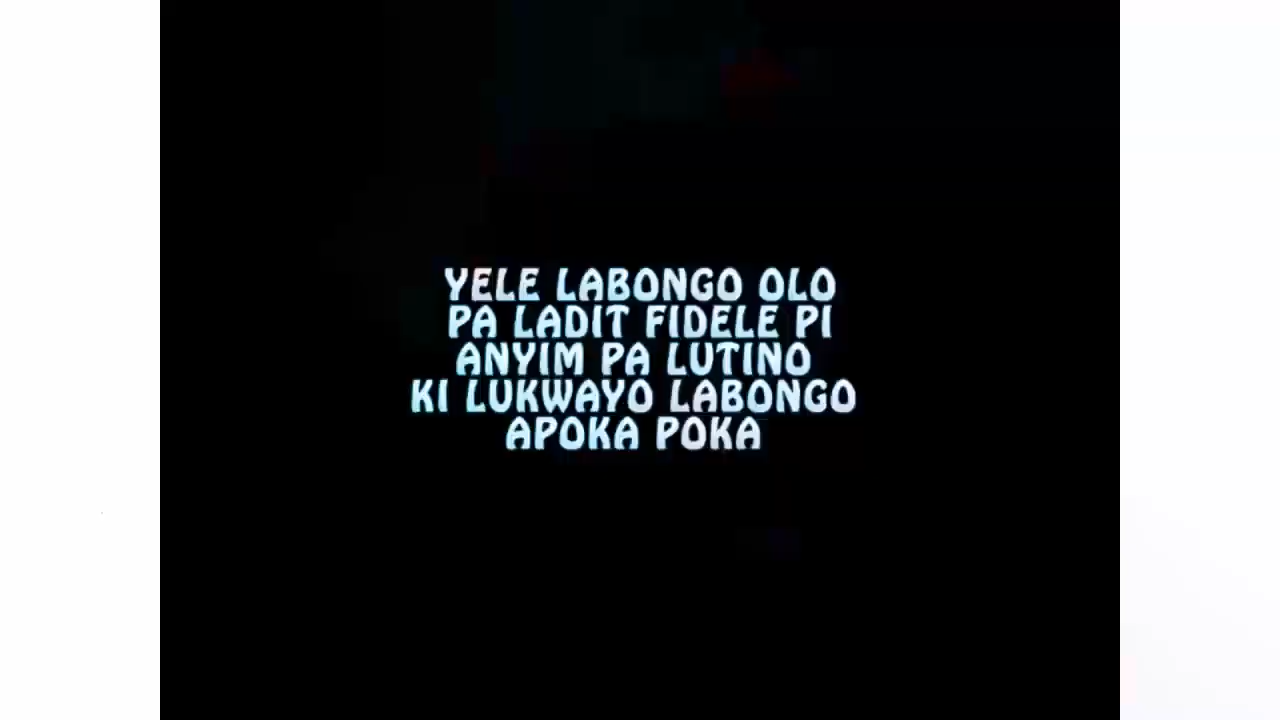 YELE LABONGO OLO
PA LADIT FIDELE PI
ANYIM PA LUTINO
KI LUKWAYO LABONGO
APOKA POKA